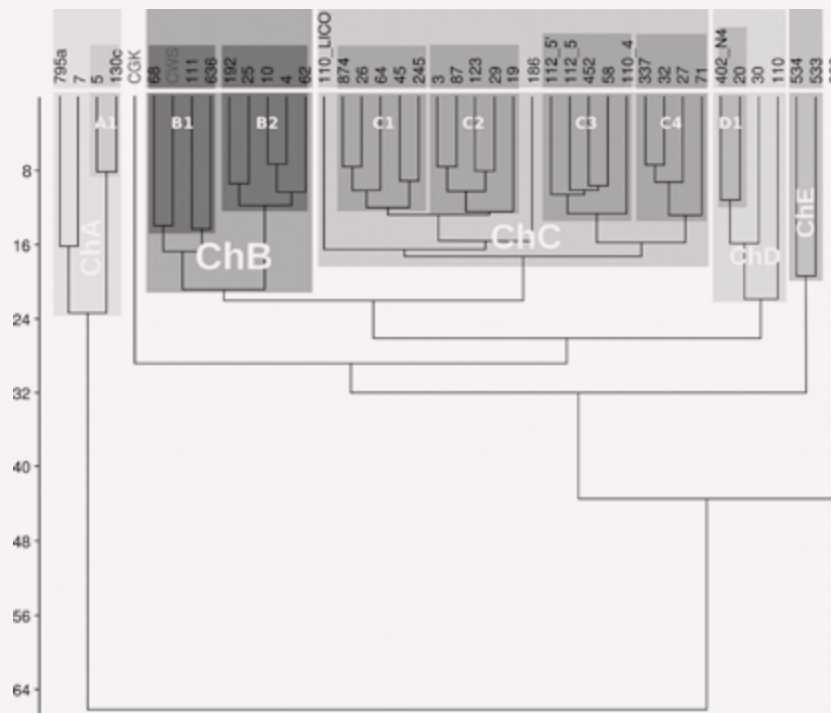 795a 7 5 130c CGK 68 CWS 111 636 192 25 10 4 62 110_LICO 874 26 64 45 245 3 87 123 29 19 186 112_5' 112_5 452 58 110_4 337 32 27 71 402_N4 20 30 110 534 533
A1 B1 B2 C1 C2 C3 C4 D1
8
ChA ChB ChC ChD ChE
16
24
32
40
48
56
64